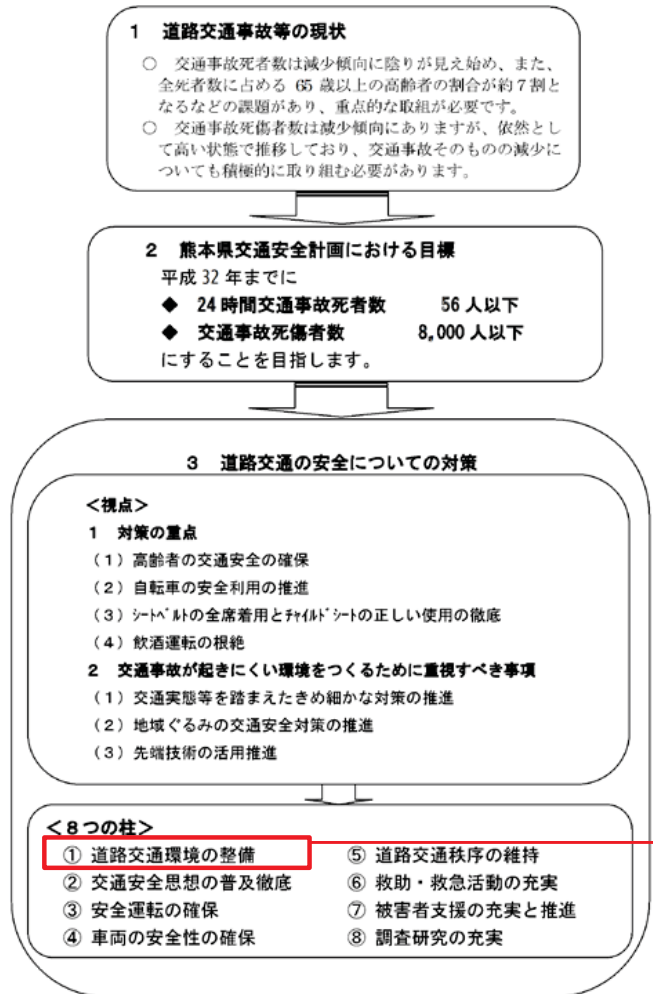 1 道路交通事故等の現状
○ 交通事故死者数は減少傾向に陰りが見え始め、また、
全死者数に占める 65 歳以上の高齢者の割合が約7割と
なるなどの課題があり、重点的な取組が必要です。
○ 交通事故死傷者数は減少傾向にありますが、依然とし
て高い状態で推移しており、交通事故そのものの減少に
ついても積極的に取り組む必要があります。
2 熊本県交通安全計画における目標
平成 32 年までに
◆ 24 時間交通事故死者数 56 人以下
◆ 交通事故死傷者数 8,000 人以下
にすることを目指します。
3 道路交通の安全についての対策
<視点>
1 対策の重点
(1)高齢者の交通安全の確保
(2)自転車の安全利用の推進
(3)シートベルトの全席着用とチャイルドシートの正しい使用の徹底
(4)飲酒運転の根絶
2 交通事故が起きにくい環境をつくるために重視すべき事項
(1)交通実態等を踏まえたきめ細かな対策の推進
(2)地域ぐるみの交通安全対策の推進
(3)先端技術の活用推進
<8つの柱>
① 道路交通環境の整備
② 交通安全思想の普及徹底
③ 安全運転の確保
④ 車両の安全性の確保
⑤ 道路交通秩序の維持
⑥ 救助・救急活動の充実
⑦ 被害者支援の充実と推進
⑧ 調査研究の充実